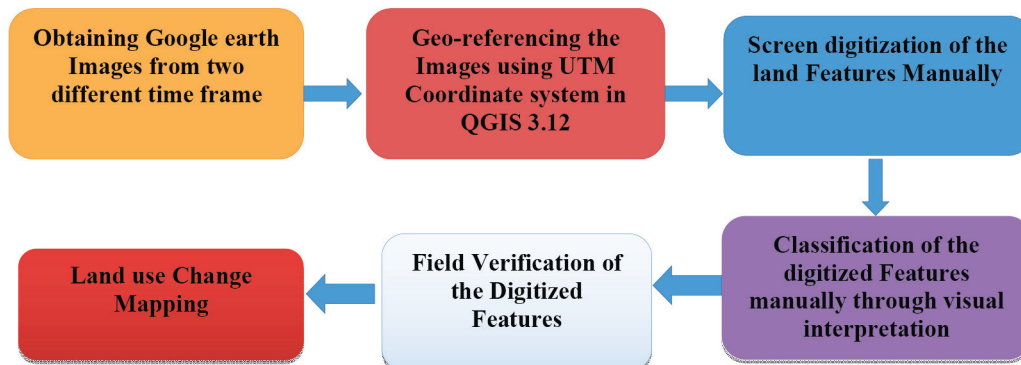 Obtaining Google earth
Images from two
different time frame
Geo-referencing the
Images using UTM
Coordinate system in
QGIS 3.12
Screen digitization of the
land Features Manually
Classification of the
digitized Features
manually through visual
interpretation
Field Verification of
the Digitized
Features
Land use Change
Mapping